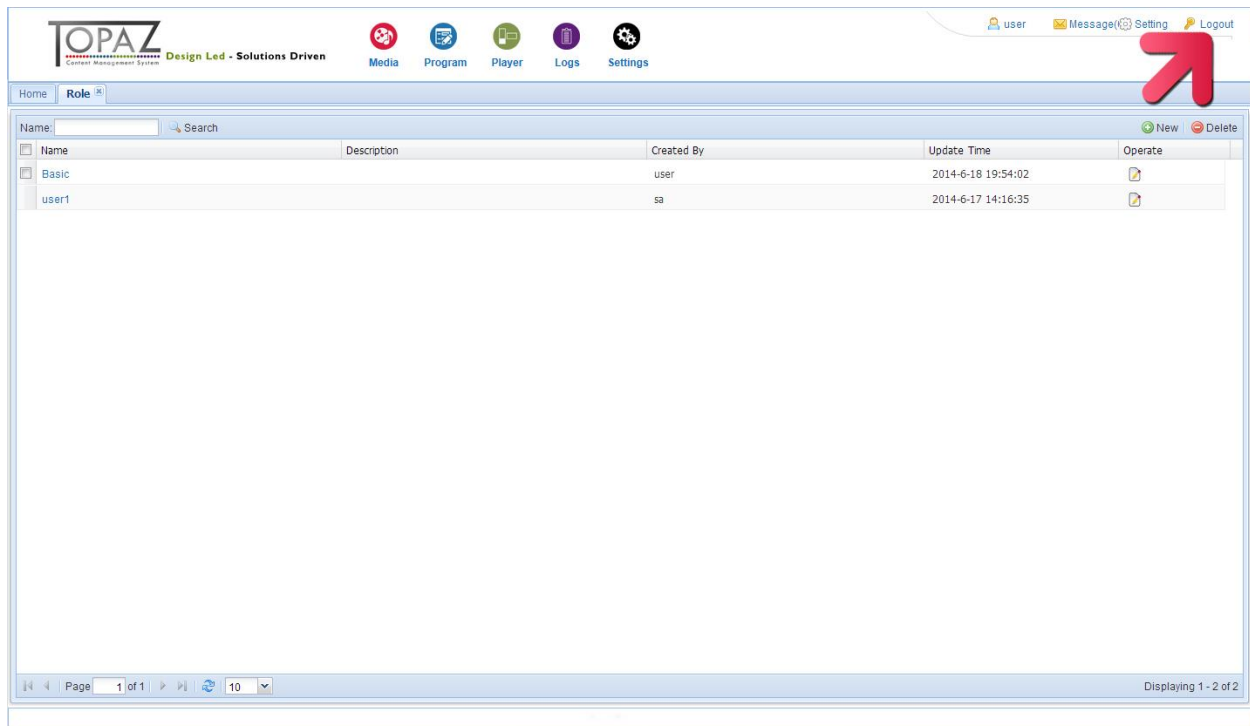 TOPAZ
Content Management System
Design Led - Solutions Driven
Media Program Player Logs Settings
user Message( Setting Logout
Home Role
Name: Search New Delete
Name Description Created By Update Time Operate
Basic user 2014-6-18 19:54:02
user1 sa 2014-6-17 14:16:35
Page 1 of 1 10 Displaying 1 - 2 of 2